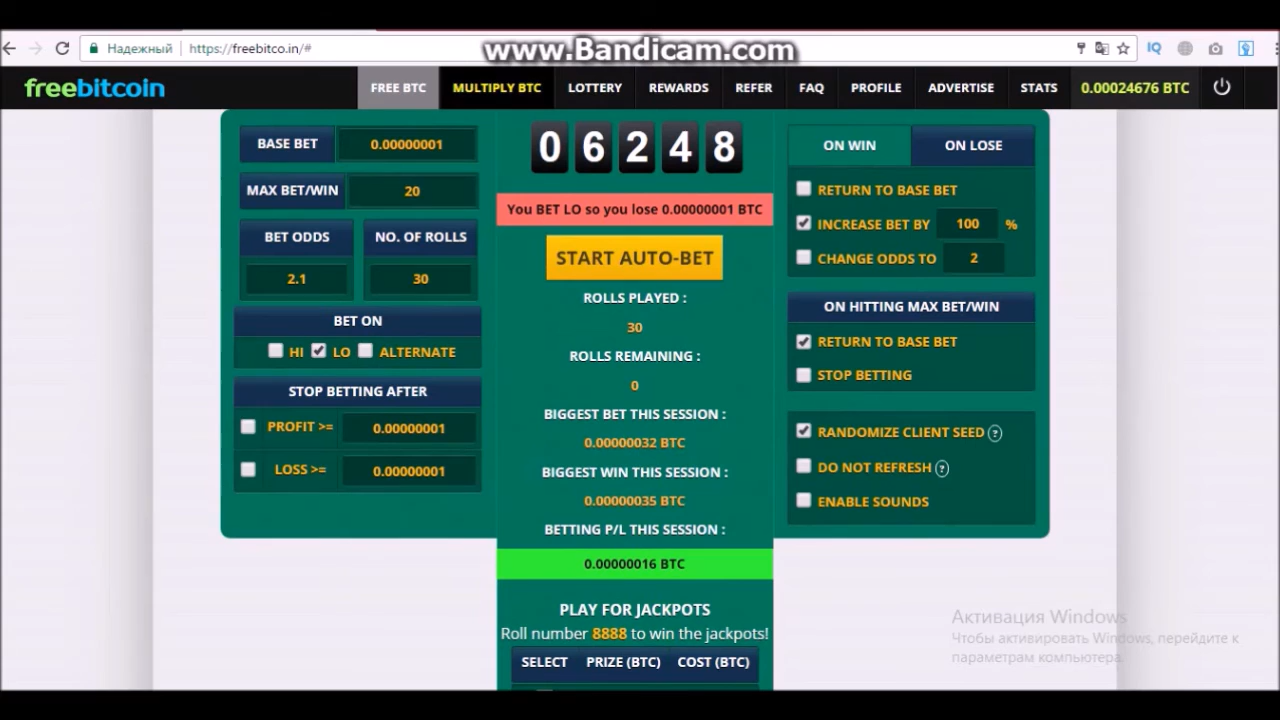 www.Bandicam.com
Надежный https://freebitco.in/#
IQ
freebitcoin FREE BTC MULTIPLY BTC LOTTERY REWARDS REFER FAQ PROFILE ADVERTISE STATS 0.00024676 BTC
BASE BET 0.00000001
MAX BET/WIN 20
BET ODDS NO. OF ROLLS
2.1 30
BET ON
HI LO ALTERNATE
STOP BETTING AFTER
PROFIT >= 0.00000001
LOSS >= 0.00000001
0 6 2 4 8
You BET LO so you lose 0.00000001 BTC
START AUTO-BET
ROLLS PLAYED :
30
ROLLS REMAINING :
0
BIGGEST BET THIS SESSION :
0.00000032 BTC
BIGGEST WIN THIS SESSION :
0.00000035 BTC
BETTING P/L THIS SESSION :
0.00000016 BTC
PLAY FOR JACKPOTS
Roll number 8888 to win the jackpots!
SELECT PRIZE (BTC) COST (BTC)
ON WIN ON LOSE
RETURN TO BASE BET
INCREASE BET BY 100 %
CHANGE ODDS TO 2
ON HITTING MAX BET/WIN
RETURN TO BASE BET
STOP BETTING
RANDOMIZE CLIENT SEED ?
DO NOT REFRESH ?
ENABLE SOUNDS
Активация Windows
Чтобы активировать Windows, перейдите к
параметрам компьютера.